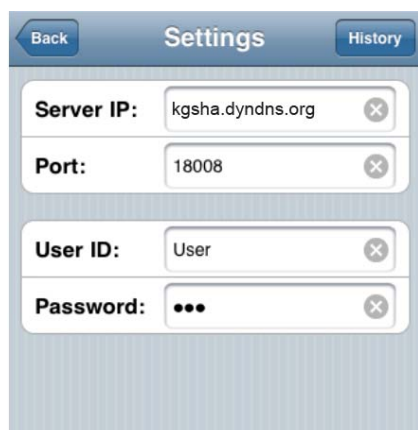 Back Settings History
Server IP: kgsha.dyndns.org
Port: 18008
User ID: User
Password: •••